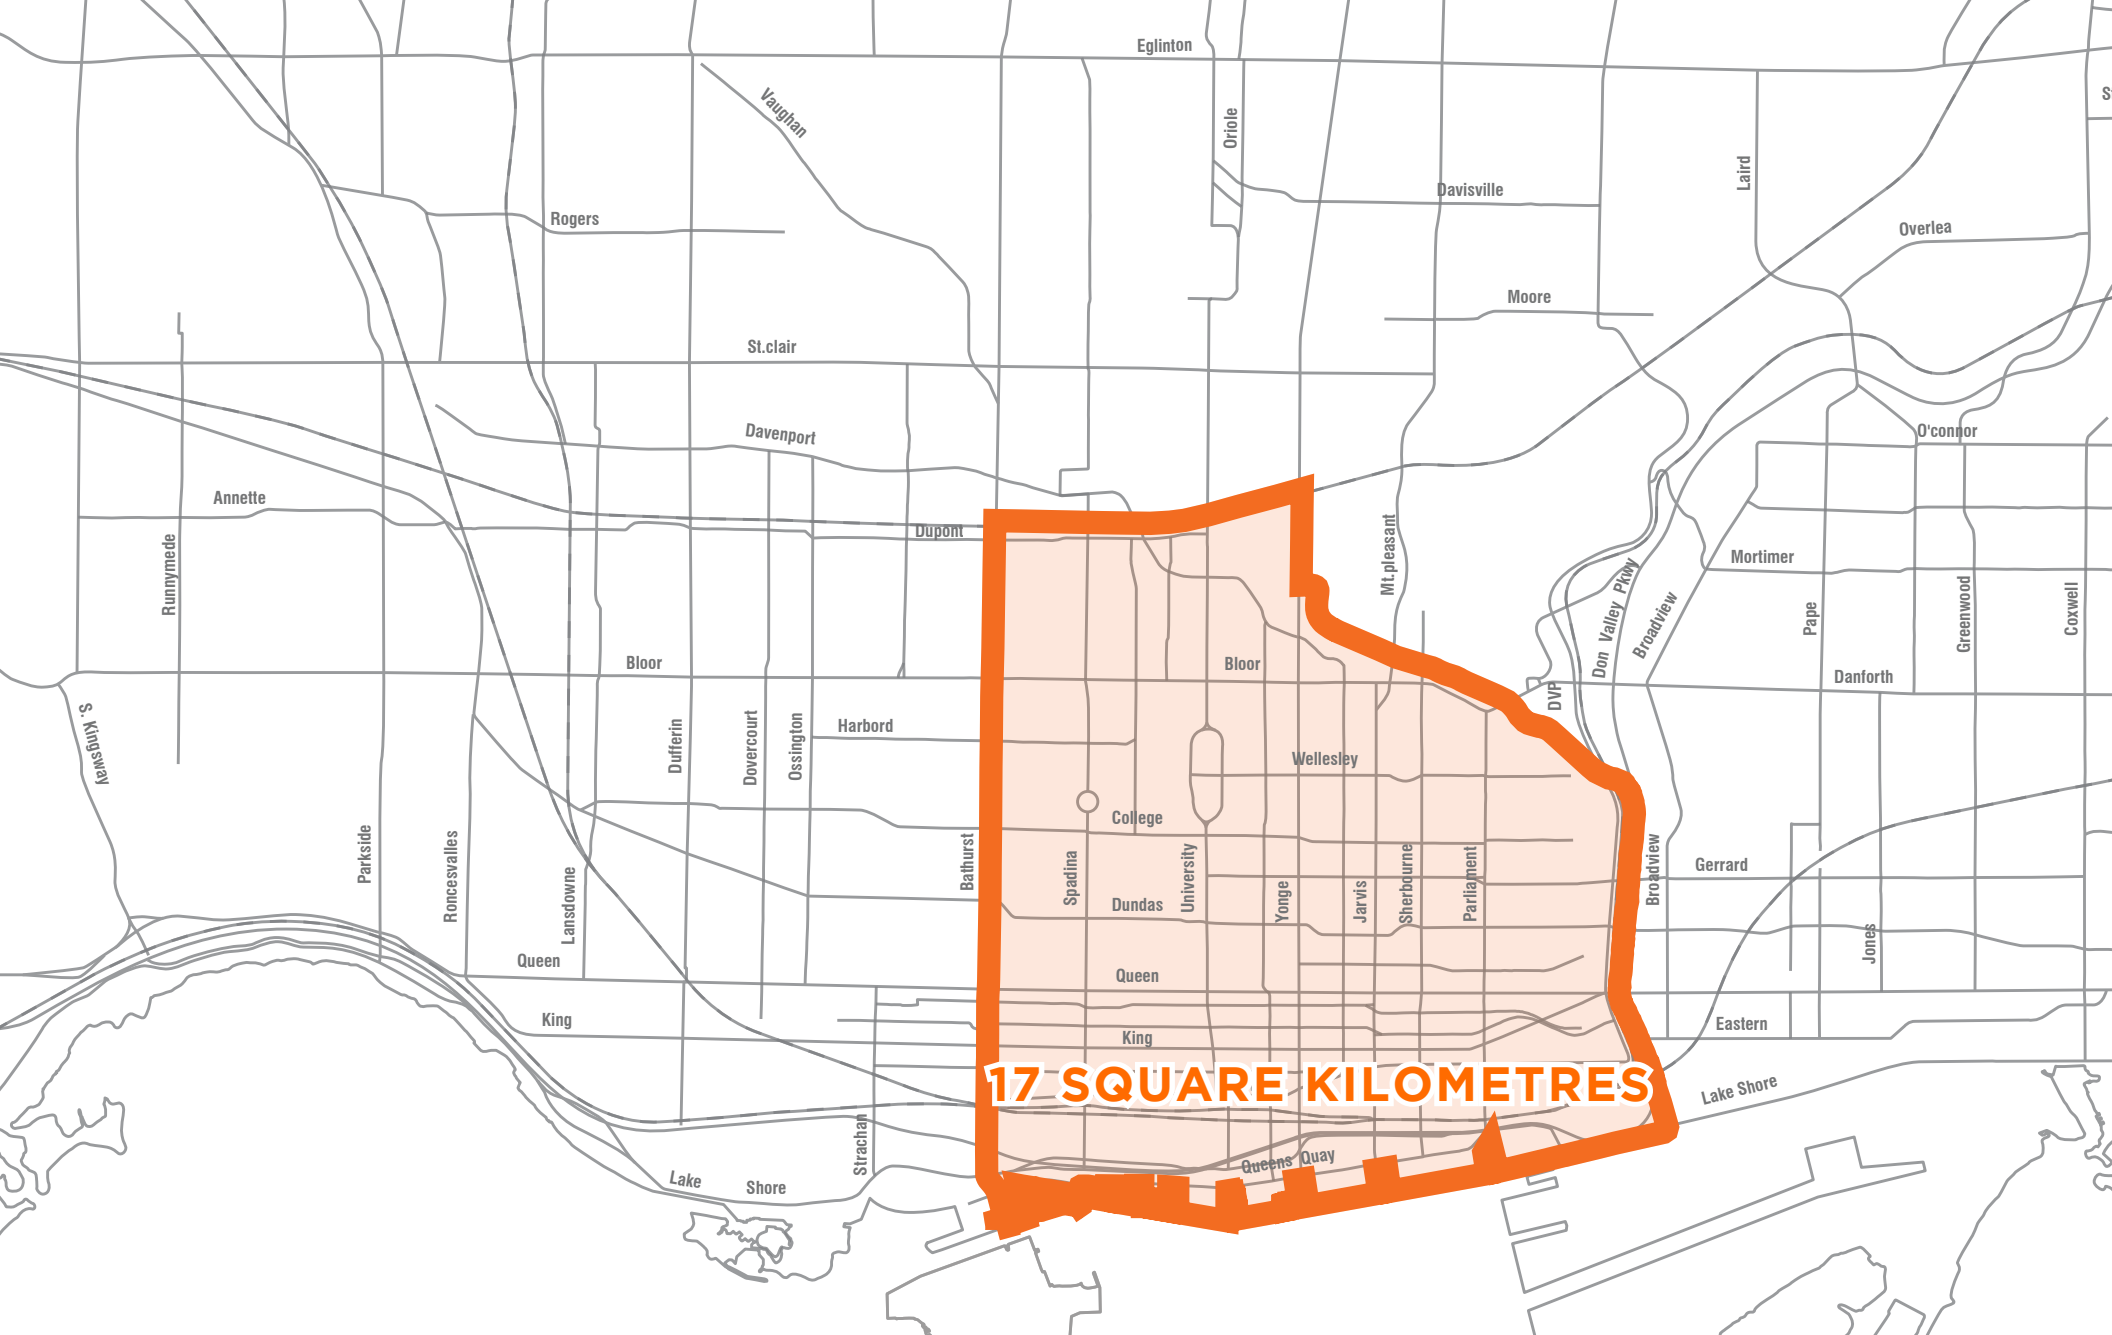 Eglinton
Vaughan
Oriole
Davisville
Laird
Rogers
Overlea
Moore
St.clair
Davenport
O'connor
Annette
Dupont
Runnymede
Mt.pleasant
Mortimer
Don Valley Pkwy
Broadview
Pape
Greenwood
Coxwell
Bloor
Bloor
Danforth
DVP
S. Kingsway
Dufferin
Dovercourt
Ossington
Harbord
Wellesley
College
Parkside
Roncesvalles
Lansdowne
Bathurst
Spadina
University
Yonge
Jarvis
Sherbourne
Parliament
Broadview
Gerrard
Dundas
Jones
Queen
Queen
King
King
Eastern
17 SQUARE KILOMETRES
Lake Shore
Strachan
Queens Quay
Lake Shore